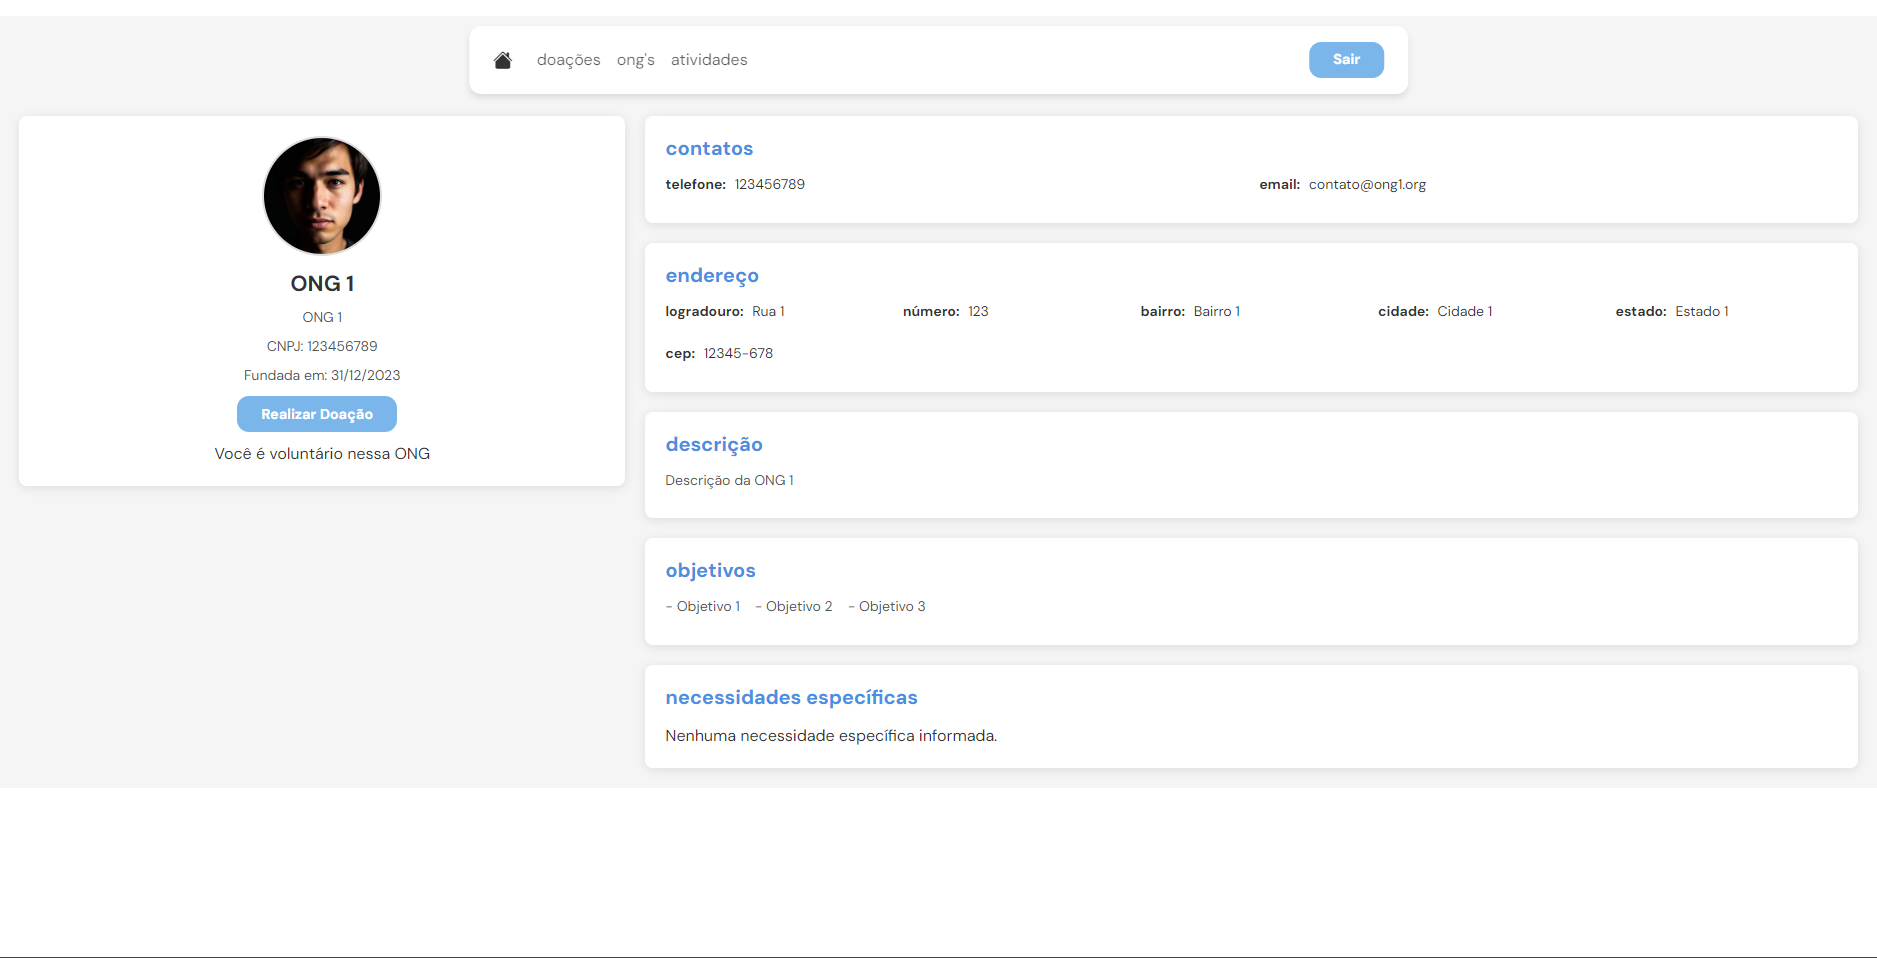 doações ong's atividades Sair
ONG 1
ONG 1
CNPJ: 123456789
Fundada em: 31/12/2023
Realizar Doação
Você é voluntário nessa ONG
contatos
telefone: 123456789 email: contato@ong1.org
endereço
logradouro: Rua 1 número: 123 bairro: Bairro 1 cidade: Cidade 1 estado: Estado 1
cep: 12345-678
descrição
Descrição da ONG 1
objetivos
- Objetivo 1 - Objetivo 2 - Objetivo 3
necessidades específicas
Nenhuma necessidade específica informada.